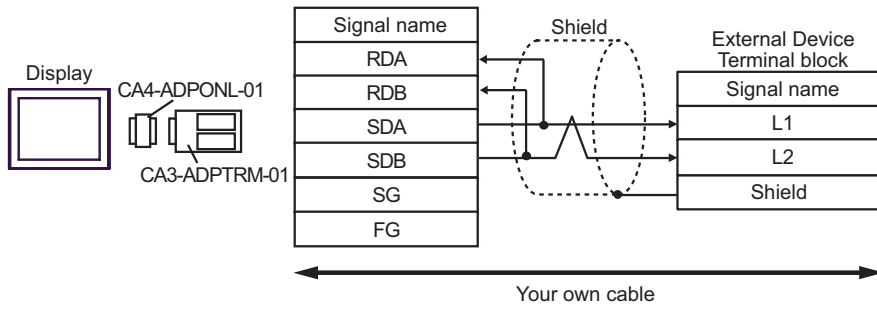 Display
CA4-ADPONL-01
CA3-ADPTRM-01
Signal name
RDA
RDB
SDA
SDB
SG
FG
Shield
External Device
Terminal block
Signal name
L1
L2
Shield
Your own cable